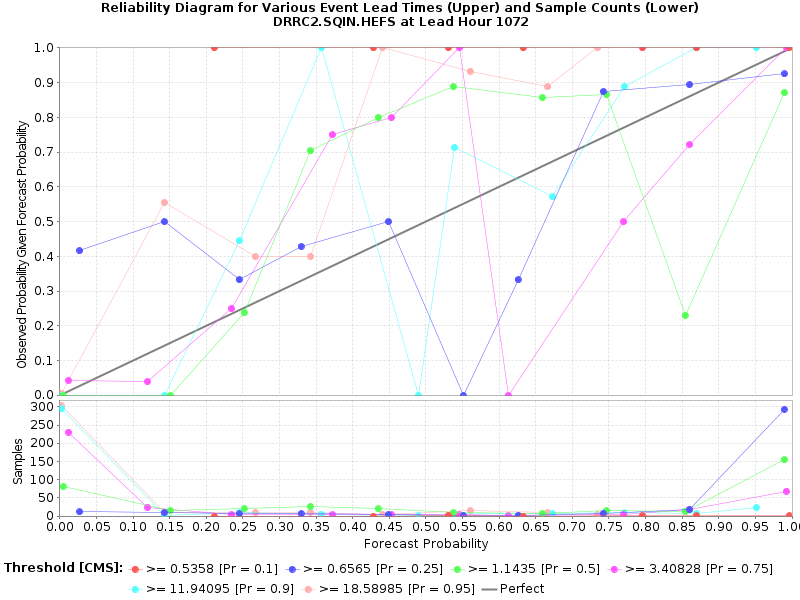 Reliability Diagram for Various Event Lead Times (Upper) and Sample Counts (Lower)
DRRC2.SQIN.HEFS at Lead Hour 1072
Observed Probability Given Forecast Probability
1.0
0.9
0.8
0.7
0.6
0.5
0.4
0.3
0.2
0.1
0.0
Samples
300
250
200
150
100
50
0
0.00 0.05 0.10 0.15 0.20 0.25 0.30 0.35 0.40 0.45 0.50 0.55 0.60 0.65 0.70 0.75 0.80 0.85 0.90 0.95 1.00
Forecast Probability
Threshold [CMS]: >= 0.5358 [Pr = 0.1] >= 0.6565 [Pr = 0.25] >= 1.1435 [Pr = 0.5] >= 3.40828 [Pr = 0.75]
>= 11.94095 [Pr = 0.9] >= 18.58985 [Pr = 0.95] Perfect